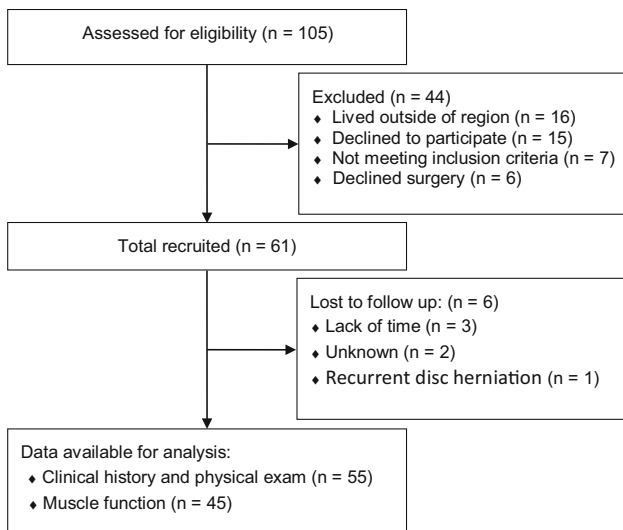 Assessed for eligibility (n = 105)
Excluded (n = 44)
♦ Lived outside of region (n = 16)
♦ Declined to participate (n = 15)
♦ Not meeting inclusion criteria (n = 7)
♦ Declined surgery (n = 6)
Total recruited (n = 61)
Lost to follow up: (n = 6)
♦ Lack of time (n = 3)
♦ Unknown (n = 2)
♦ Recurrent disc herniation (n = 1)
Data available for analysis:
♦ Clinical history and physical exam (n = 55)
♦ Muscle function (n = 45)